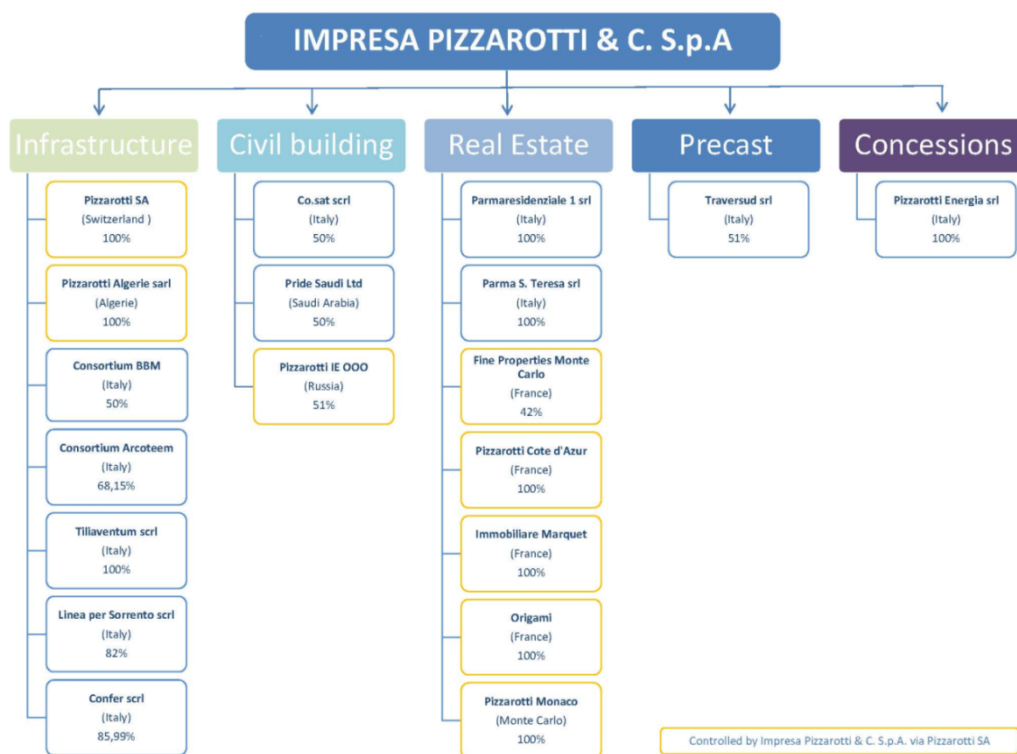 IMPRESA PIZZAROTTI & C. S.p.A
Infrastructure
Pizzarotti SA
(Switzerland )
100%
Pizzarotti Algerie sarl
(Algerie)
100%
Consortium BBM
(Italy)
50%
Consortium Arcoteem
(Italy)
68,15%
Tiliaventum scrl
(Italy)
100%
Linea per Sorrento scrl
(Italy)
82%
Confer scrl
(Italy)
85,99%
Civil building
Co.sat scrl
(Italy)
50%
Pride Saudi Ltd
(Saudi Arabia)
50%
Pizzarotti IE OOO
(Russia)
51%
Real Estate
Parmaresidenziale 1 srl
(Italy)
100%
Parma S. Teresa srl
(Italy)
100%
Fine Properties Monte
Carlo
(France)
42%
Pizzarotti Cote d'Azur
(France)
100%
Immobiliare Marquet
(France)
100%
Origami
(France)
100%
Pizzarotti Monaco
(Monte Carlo)
100%
Precast
Traversud srl
(Italy)
51%
Concessions
Pizzarotti Energia srl
(Italy)
100%
Controlled by Impresa Pizzarotti & C. S.p.A. via Pizzarotti SA